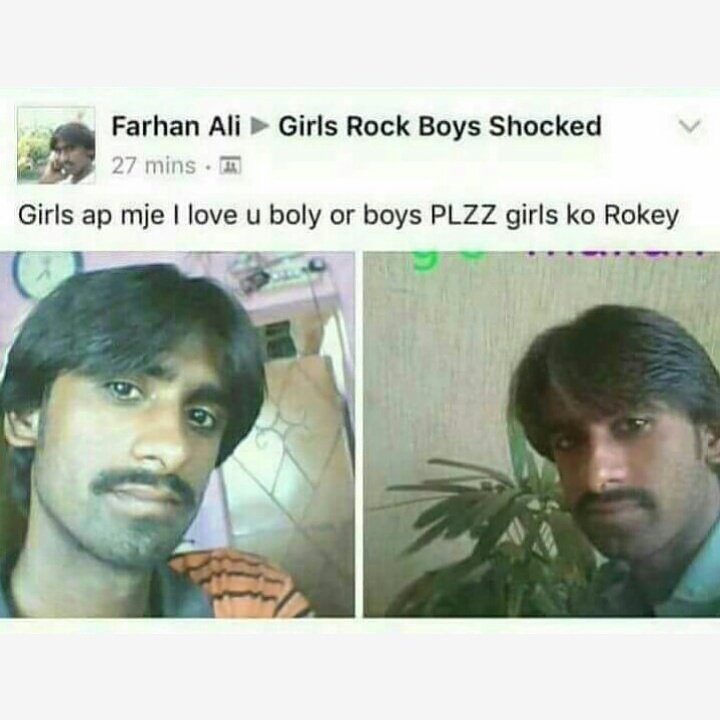 Farhan Ali ▶ Girls Rock Boys Shocked
27 mins ·
Girls ap mje I love u boly or boys PLZZ girls ko Rokey